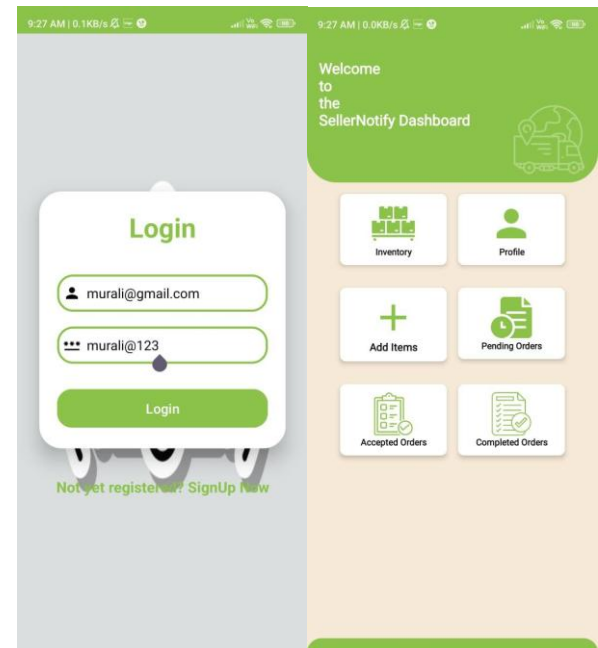 9:27 AM | 0.1KB/s
Login
murali@gmail.com
murali@123
Login
Not yet registered? SignUp Now
9:27 AM | 0.0KB/s
Welcome
to
the
SellerNotify Dashboard
Inventory
Profile
Add Items
Pending Orders
Accepted Orders
Completed Orders